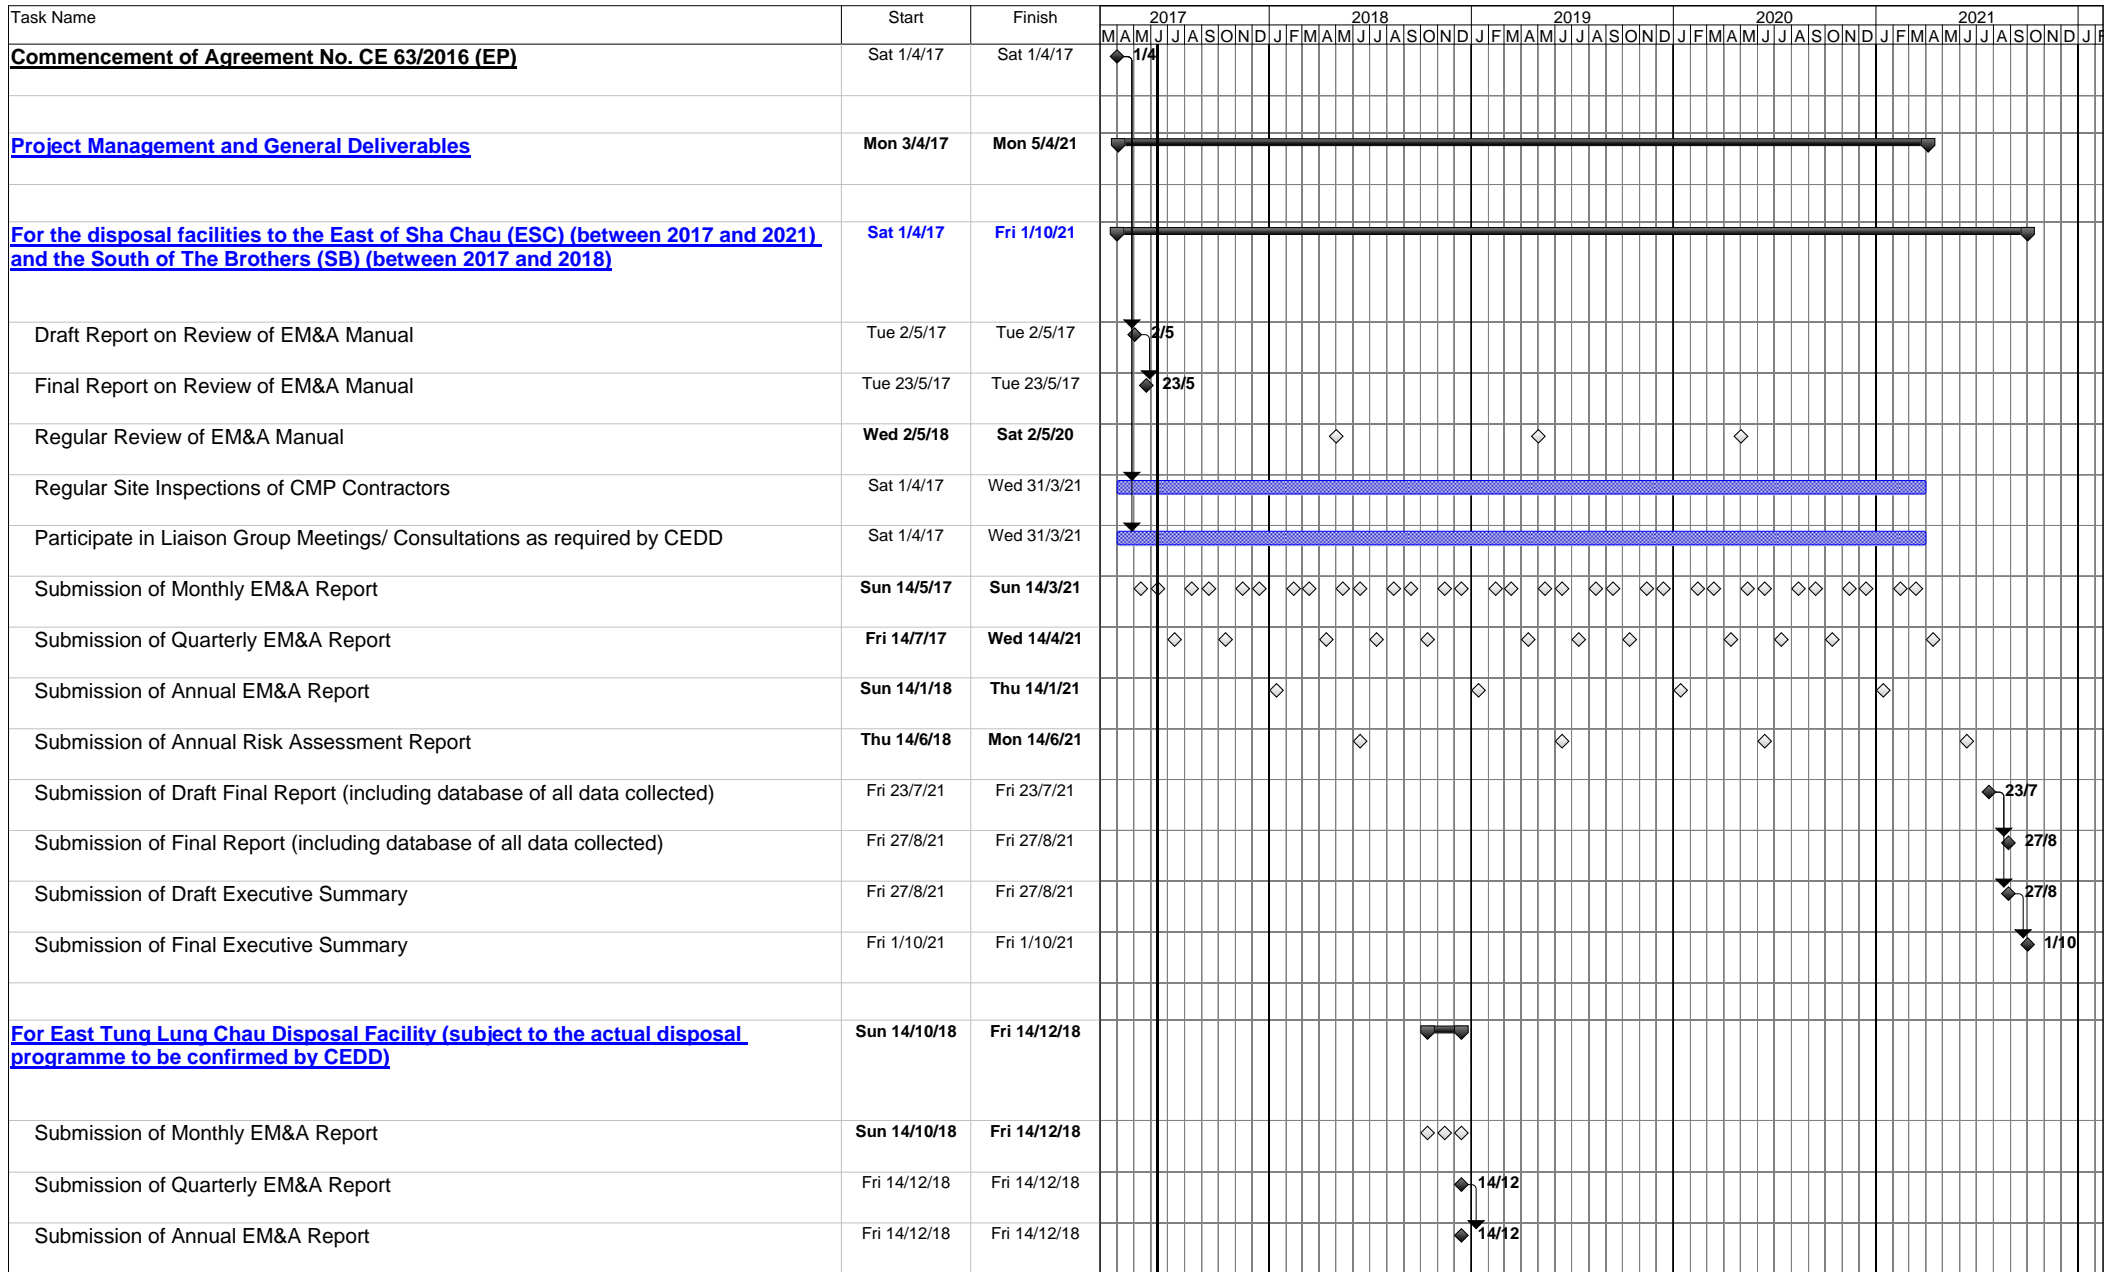 Task Name Start Finish 2017 2018 2019 2020 2021
M A M J J A S O N D J F M A M J J A S O N D J F M A M J J A S O N D J F M A M J J A S O N D J F M A M J J A S O N D J F
Commencement of Agreement No. CE 63/2016 (EP) Sat 1/4/17 Sat 1/4/17 1/4
Project Management and General Deliverables Mon 3/4/17 Mon 5/4/21
For the disposal facilities to the East of Sha Chau (ESC) (between 2017 and 2021) Sat 1/4/17 Fri 1/10/21
and the South of The Brothers (SB) (between 2017 and 2018)
Draft Report on Review of EM&A Manual Tue 2/5/17 Tue 2/5/17 2/5
Final Report on Review of EM&A Manual Tue 23/5/17 Tue 23/5/17 23/5
Regular Review of EM&A Manual Wed 2/5/18 Sat 2/5/20
Regular Site Inspections of CMP Contractors Sat 1/4/17 Wed 31/3/21
Participate in Liaison Group Meetings/ Consultations as required by CEDD Sat 1/4/17 Wed 31/3/21
Submission of Monthly EM&A Report Sun 14/5/17 Sun 14/3/21
Submission of Quarterly EM&A Report Fri 14/7/17 Wed 14/4/21
Submission of Annual EM&A Report Sun 14/1/18 Thu 14/1/21
Submission of Annual Risk Assessment Report Thu 14/6/18 Mon 14/6/21
Submission of Draft Final Report (including database of all data collected) Fri 23/7/21 Fri 23/7/21 23/7
Submission of Final Report (including database of all data collected) Fri 27/8/21 Fri 27/8/21 27/8
Submission of Draft Executive Summary Fri 27/8/21 Fri 27/8/21 27/8
Submission of Final Executive Summary Fri 1/10/21 Fri 1/10/21 1/10
For East Tung Lung Chau Disposal Facility (subject to the actual disposal Sun 14/10/18 Fri 14/12/18
programme to be confirmed by CEDD)
Submission of Monthly EM&A Report Sun 14/10/18 Fri 14/12/18
Submission of Quarterly EM&A Report Fri 14/12/18 Fri 14/12/18 14/12
Submission of Annual EM&A Report Fri 14/12/18 Fri 14/12/18 14/12